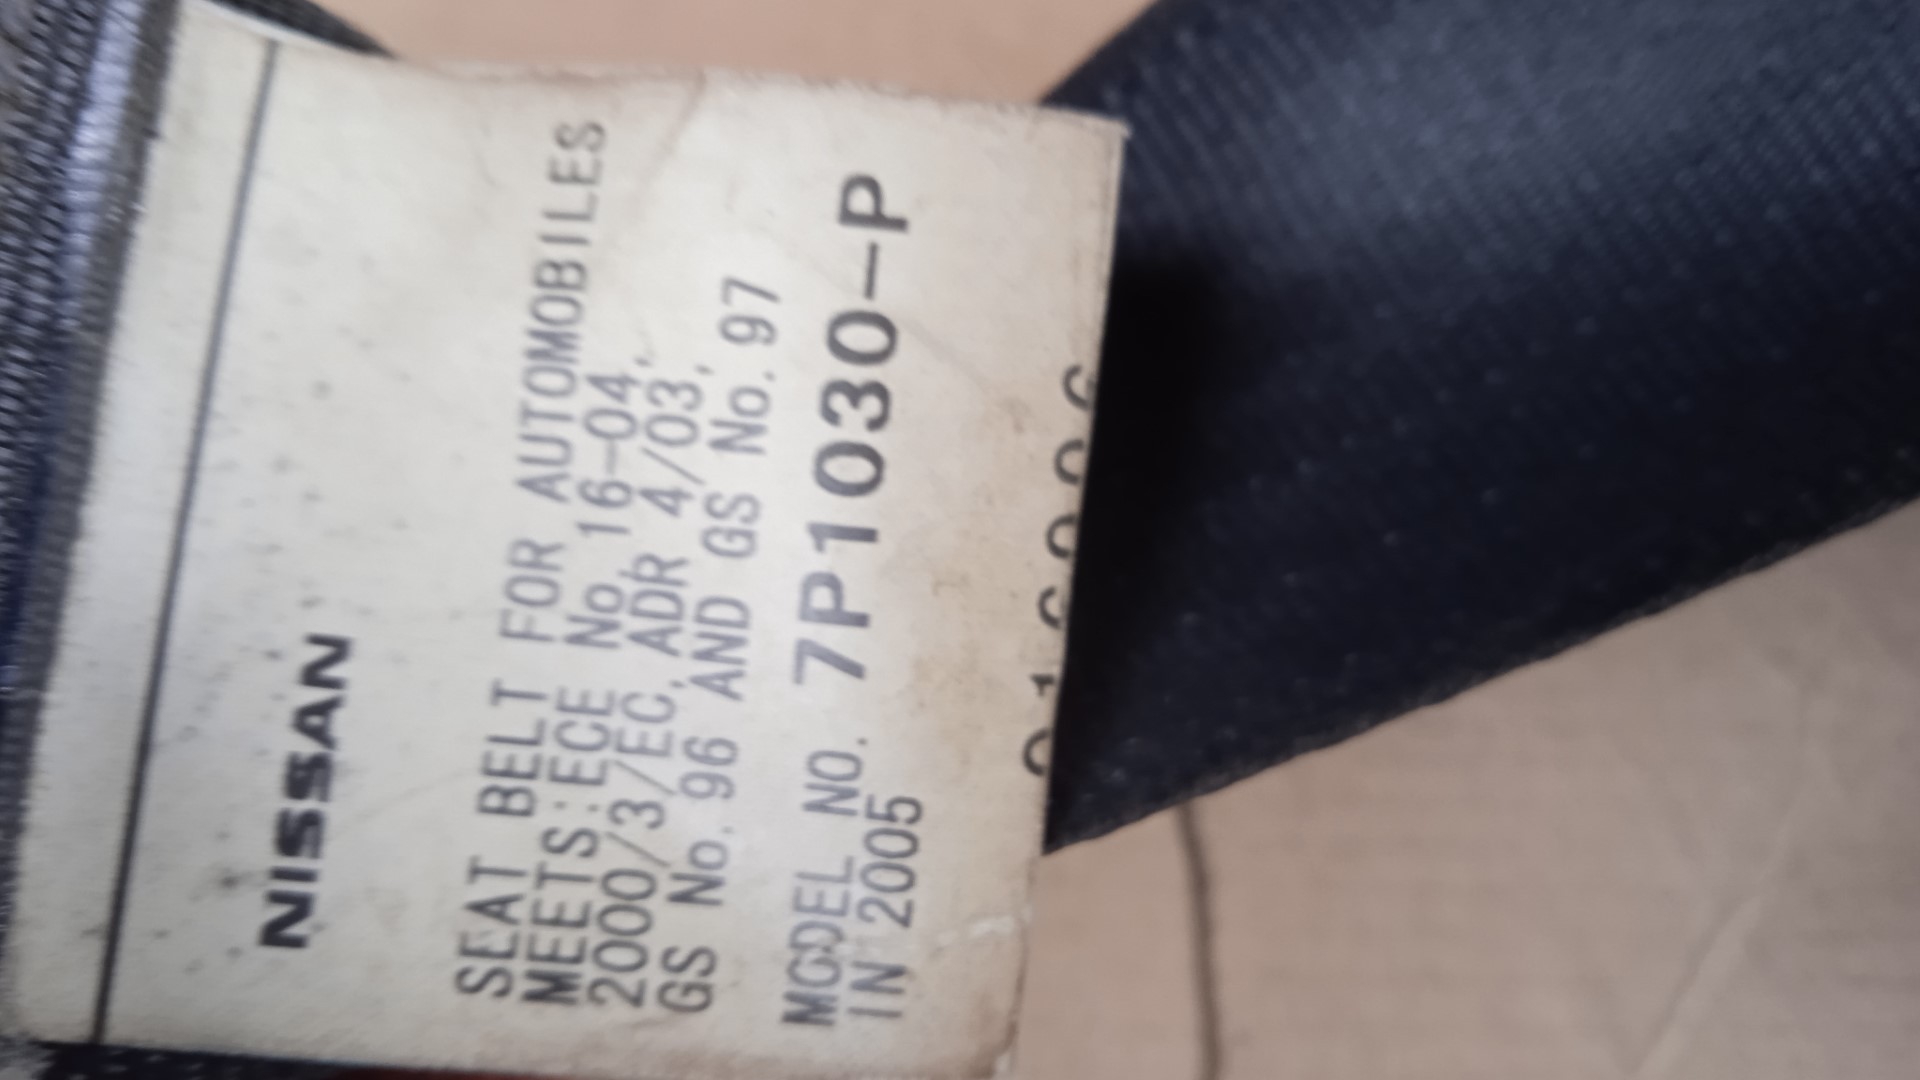 NISSAN
SEAT BELT FOR AUTOMOBILES
MEETS:ECE No 16-04,
2000/3/EC, ADR 4/03,
GS No. 96 AND GS No. 97
MODEL NO. 7P1030-P
IN 2005